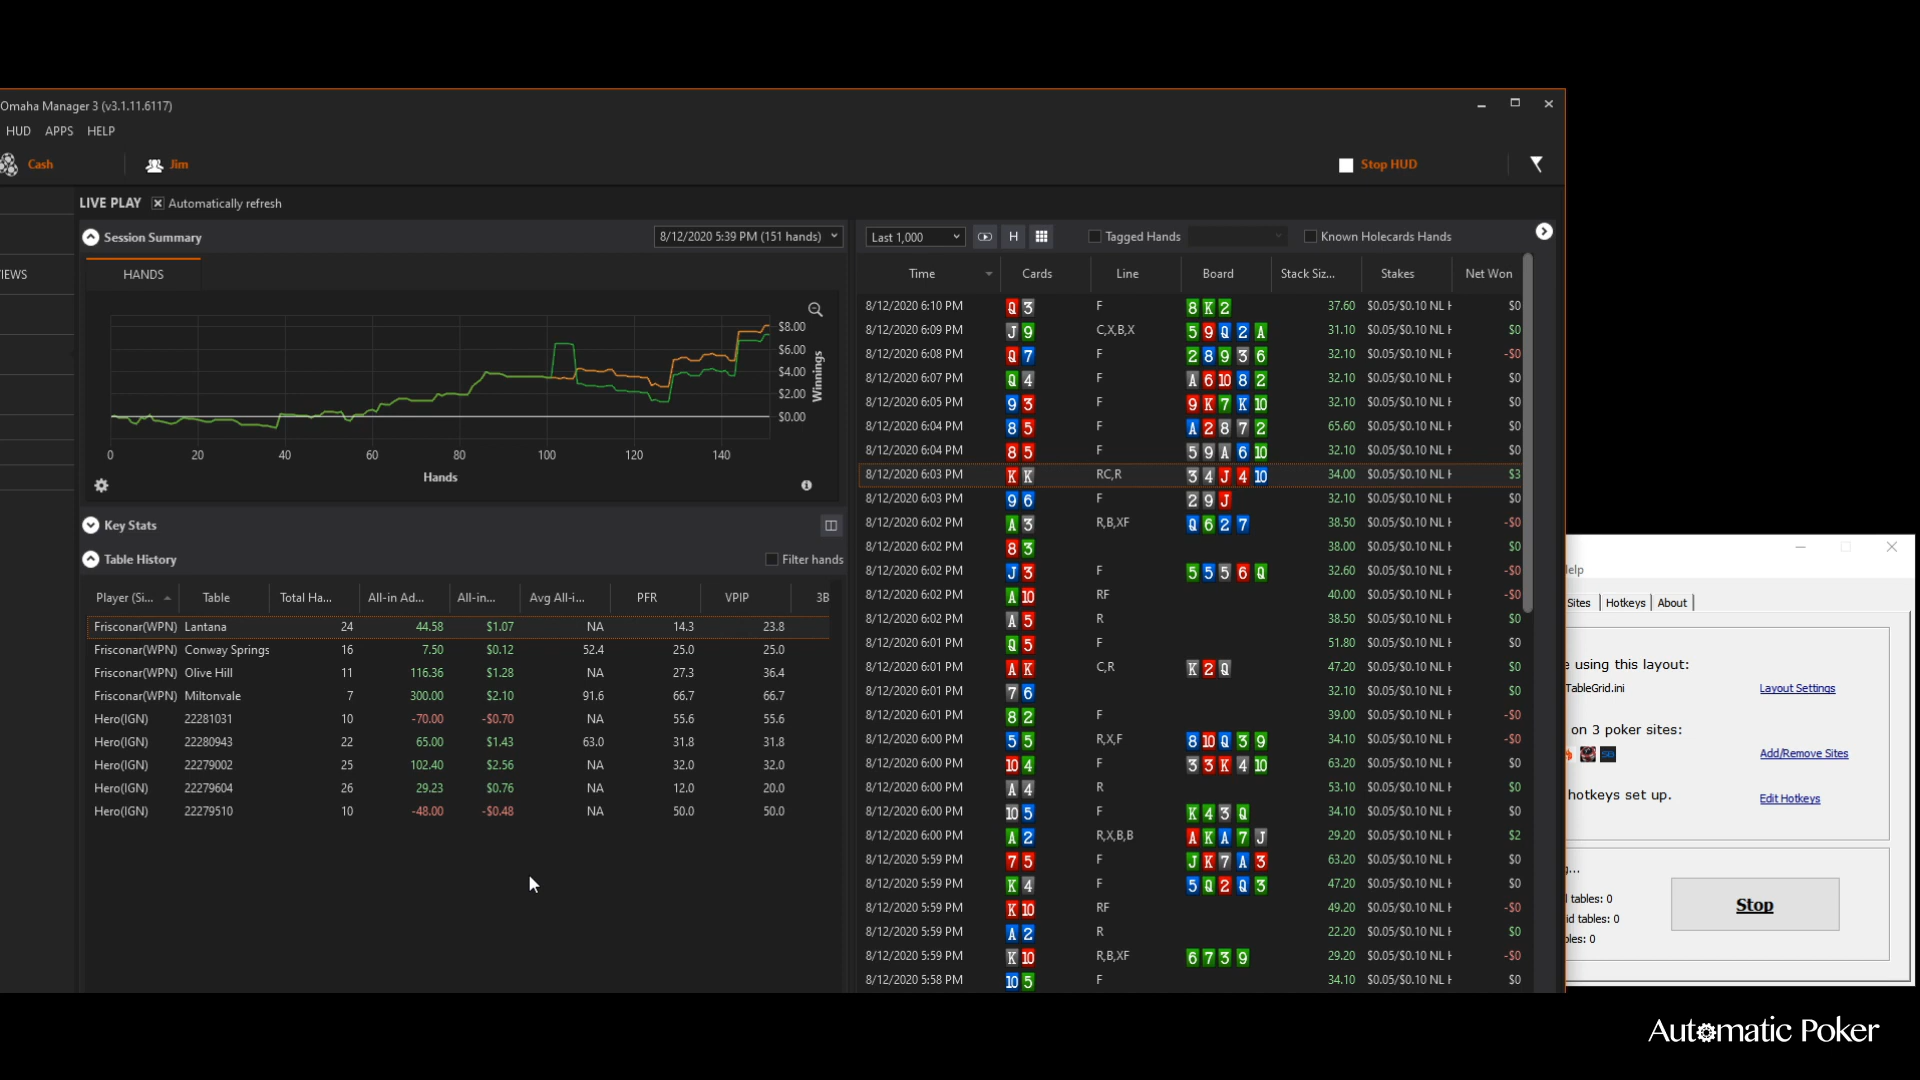 Omaha Manager 3 (v3.1.11.6117)
HUD APPS HELP
Cash Jim Stop HUD
LIVE PLAY Automatically refresh
Session Summary 8/12/2020 5:39 PM (151 hands)
HANDS
$8.00
$6.00
$4.00
$2.00
$0.00
Winnings
0 20 40 60 80 100 120 140
Hands
Key Stats
Table History Filter hands
Player (Si... Table Total Ha... All-in Ad... All-in... Avg All-i... PFR VPIP 3B
Frisconar(WPN) Lantana 24 44.58 $1.07 NA 14.3 23.8
Frisconar(WPN) Conway Springs 16 7.50 $0.12 52.4 25.0 25.0
Frisconar(WPN) Olive Hill 11 116.36 $1.28 NA 27.3 36.4
Frisconar(WPN) Miltonvale 7 300.00 $2.10 91.6 66.7 66.7
Hero(IGN) 22281031 10 -70.00 -$0.70 NA 55.6 55.6
Hero(IGN) 22280943 22 65.00 $1.43 63.0 31.8 31.8
Hero(IGN) 22279002 25 102.40 $2.56 NA 32.0 32.0
Hero(IGN) 22279604 26 29.23 $0.76 NA 12.0 20.0
Hero(IGN) 22279510 10 -48.00 -$0.48 NA 50.0 50.0
IEWS
Last 1,000 H Tagged Hands Known Holecards Hands
Time Cards Line Board Stack Siz... Stakes Net Won
8/12/2020 6:10 PM Q 3 F 8 K 2 37.60 $0.05/$0.10 NL $0
8/12/2020 6:09 PM J 9 C,X,B,X 5 9 Q 2 A 31.10 $0.05/$0.10 NL $0
8/12/2020 6:08 PM Q 7 F 2 8 9 3 6 32.10 $0.05/$0.10 NL -$0
8/12/2020 6:07 PM Q 4 F A 6 10 8 2 32.10 $0.05/$0.10 NL $0
8/12/2020 6:05 PM 9 3 F 9 K 7 K 10 32.10 $0.05/$0.10 NL $0
8/12/2020 6:04 PM 8 5 F A 2 8 7 2 65.60 $0.05/$0.10 NL $0
8/12/2020 6:04 PM 8 5 F 5 9 A 6 10 32.10 $0.05/$0.10 NL $0
8/12/2020 6:03 PM K K RC,R 3 4 J 4 10 34.00 $0.05/$0.10 NL $3
8/12/2020 6:03 PM 9 6 F 2 9 J 32.10 $0.05/$0.10 NL $0
8/12/2020 6:02 PM A 3 R,B,XF Q 6 2 7 38.50 $0.05/$0.10 NL -$0
8/12/2020 6:02 PM 8 3 38.00 $0.05/$0.10 NL $0
8/12/2020 6:02 PM J 3 F 5 5 5 6 Q 32.60 $0.05/$0.10 NL -$0
8/12/2020 6:02 PM A 10 RF 40.00 $0.05/$0.10 NL -$0
8/12/2020 6:02 PM A 5 R 38.50 $0.05/$0.10 NL $0
8/12/2020 6:01 PM Q 5 F 51.80 $0.05/$0.10 NL $0
8/12/2020 6:01 PM A K C,R K 2 Q 47.20 $0.05/$0.10 NL $0
8/12/2020 6:01 PM 7 6 32.10 $0.05/$0.10 NL $0
8/12/2020 6:01 PM 8 2 F 39.00 $0.05/$0.10 NL -$0
8/12/2020 6:00 PM 5 5 R,X,F 8 10 Q 3 9 34.10 $0.05/$0.10 NL -$0
8/12/2020 6:00 PM 10 4 F 3 3 K 4 10 63.20 $0.05/$0.10 NL $0
8/12/2020 6:00 PM A 4 R 53.10 $0.05/$0.10 NL $0
8/12/2020 6:00 PM 10 5 F K 4 3 Q 34.10 $0.05/$0.10 NL $0
8/12/2020 6:00 PM A 2 R,X,B,B A K A 7 J 29.20 $0.05/$0.10 NL $2
8/12/2020 5:59 PM 7 5 F J K 7 A 3 63.20 $0.05/$0.10 NL $0
8/12/2020 5:59 PM K 4 F 5 Q 2 Q 3 47.20 $0.05/$0.10 NL $0
8/12/2020 5:59 PM K 10 RF 49.20 $0.05/$0.10 NL -$0
8/12/2020 5:59 PM A 2 R 22.20 $0.05/$0.10 NL $0
8/12/2020 5:59 PM K 10 R,B,XF 6 7 3 9 29.20 $0.05/$0.10 NL -$0
8/12/2020 5:58 PM 10 5 F 34.10 $0.05/$0.10 NL $0
elp
Sites Hotkeys About
using this layout:
TableGrid.ini Layout Settings
on 3 poker sites:
Add/Remove Sites
hotkeys set up. Edit Hotkeys
tables: 0
id tables: 0
les: 0
Stop
Automatic Poker